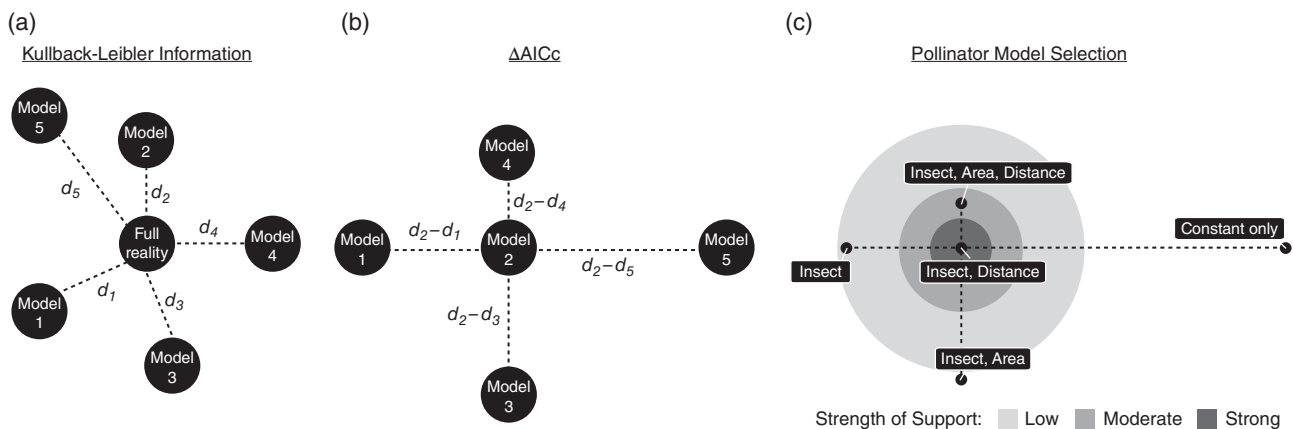 (a)
Kullback-Leibler Information
Model
5
Model
2
d5
d2
Full
reality
d4
Model
4
d1
d3
Model
1
Model
3
(b)
ΔAICc
Model
4
d2–d4
d2–d1
Model
1
Model
2
Model
5
d2–d5
d2–d3
Model
3
(c)
Pollinator Model Selection
Insect, Area, Distance
Constant only
Insect
Insect, Distance
Insect, Area
Strength of Support: Low Moderate Strong